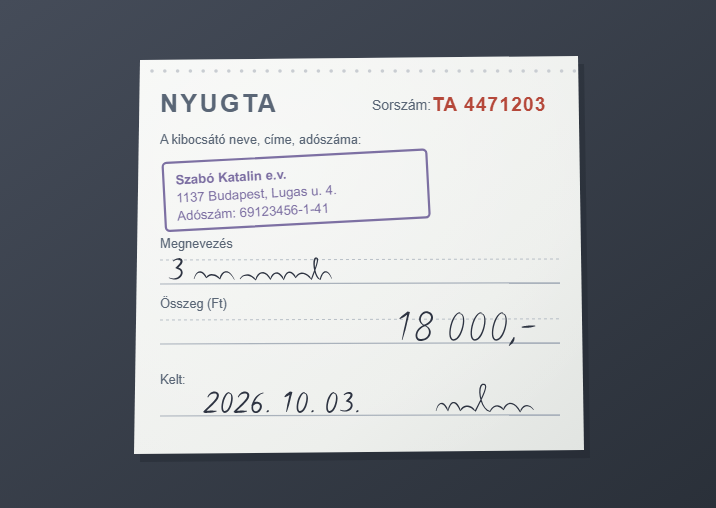 NYUGTA
Sorszám: TA 4471203
A kibocsátó neve, címe, adószáma:
Szabó Katalin e.v.
1137 Budapest, Lugas u. 4.
Adószám: 69123456-1-41
Megnevezés
3
Összeg (Ft)
18 000,-
Kelt:
2026. 10. 03.